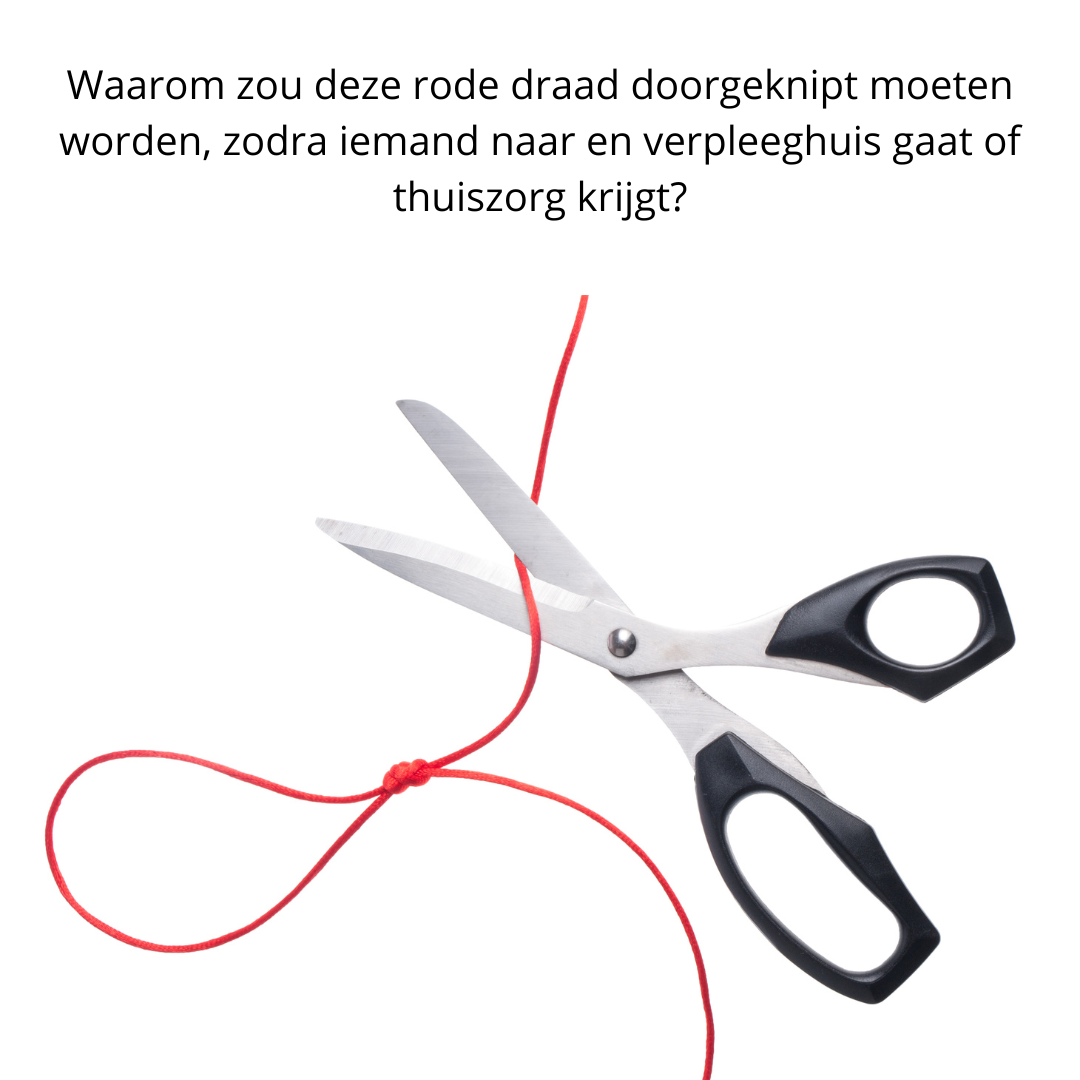 Waarom zou deze rode draad doorgeknipt moeten
worden, zodra iemand naar en verpleeghuis gaat of
thuiszorg krijgt?